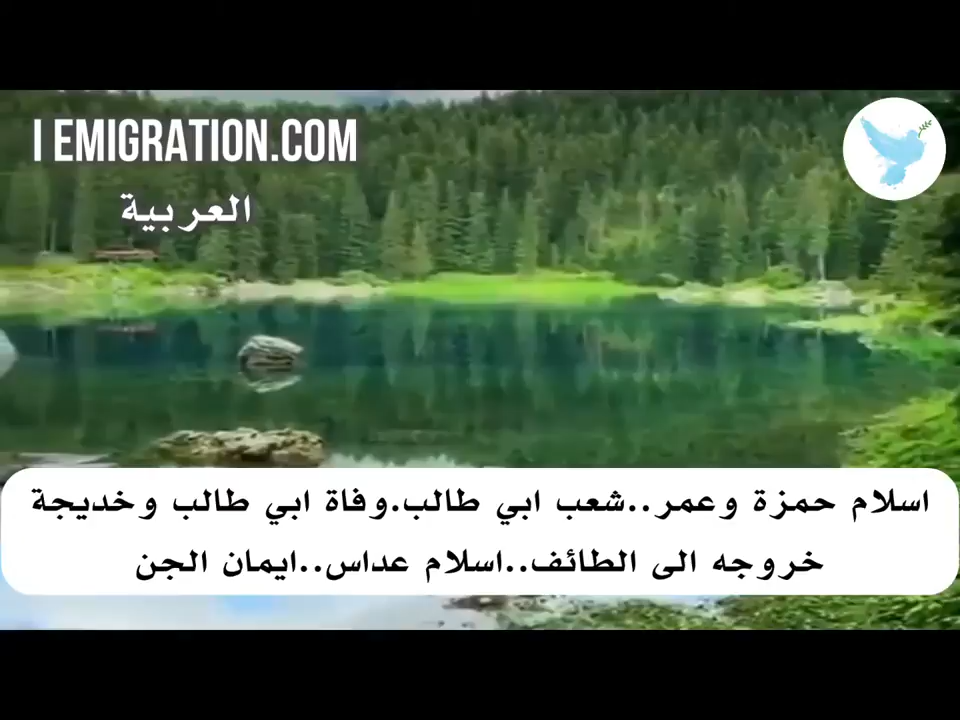 I EMIGRATION.COM
العربية
اسلام حمزة وعمر..شعب ابي طالب.وفاة ابي طالب وخديجة
خروجه الى الطائف..اسلام عداس..ايمان الجن